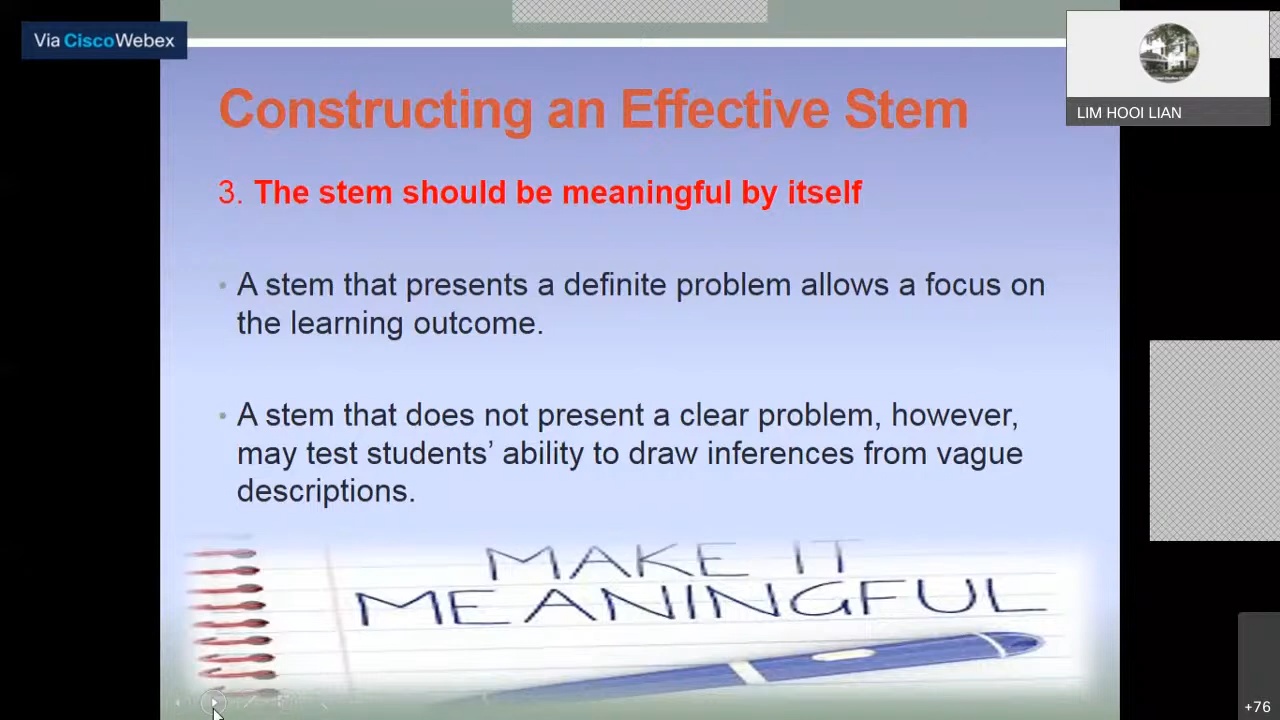 Via CiscoWebex
LIM HOOI LIAN
Constructing an Effective Stem
3. The stem should be meaningful by itself
• A stem that presents a definite problem allows a focus on
the learning outcome.
• A stem that does not present a clear problem, however,
may test students’ ability to draw inferences from vague
descriptions.
MAKE IT
MEANINGFUL
+76